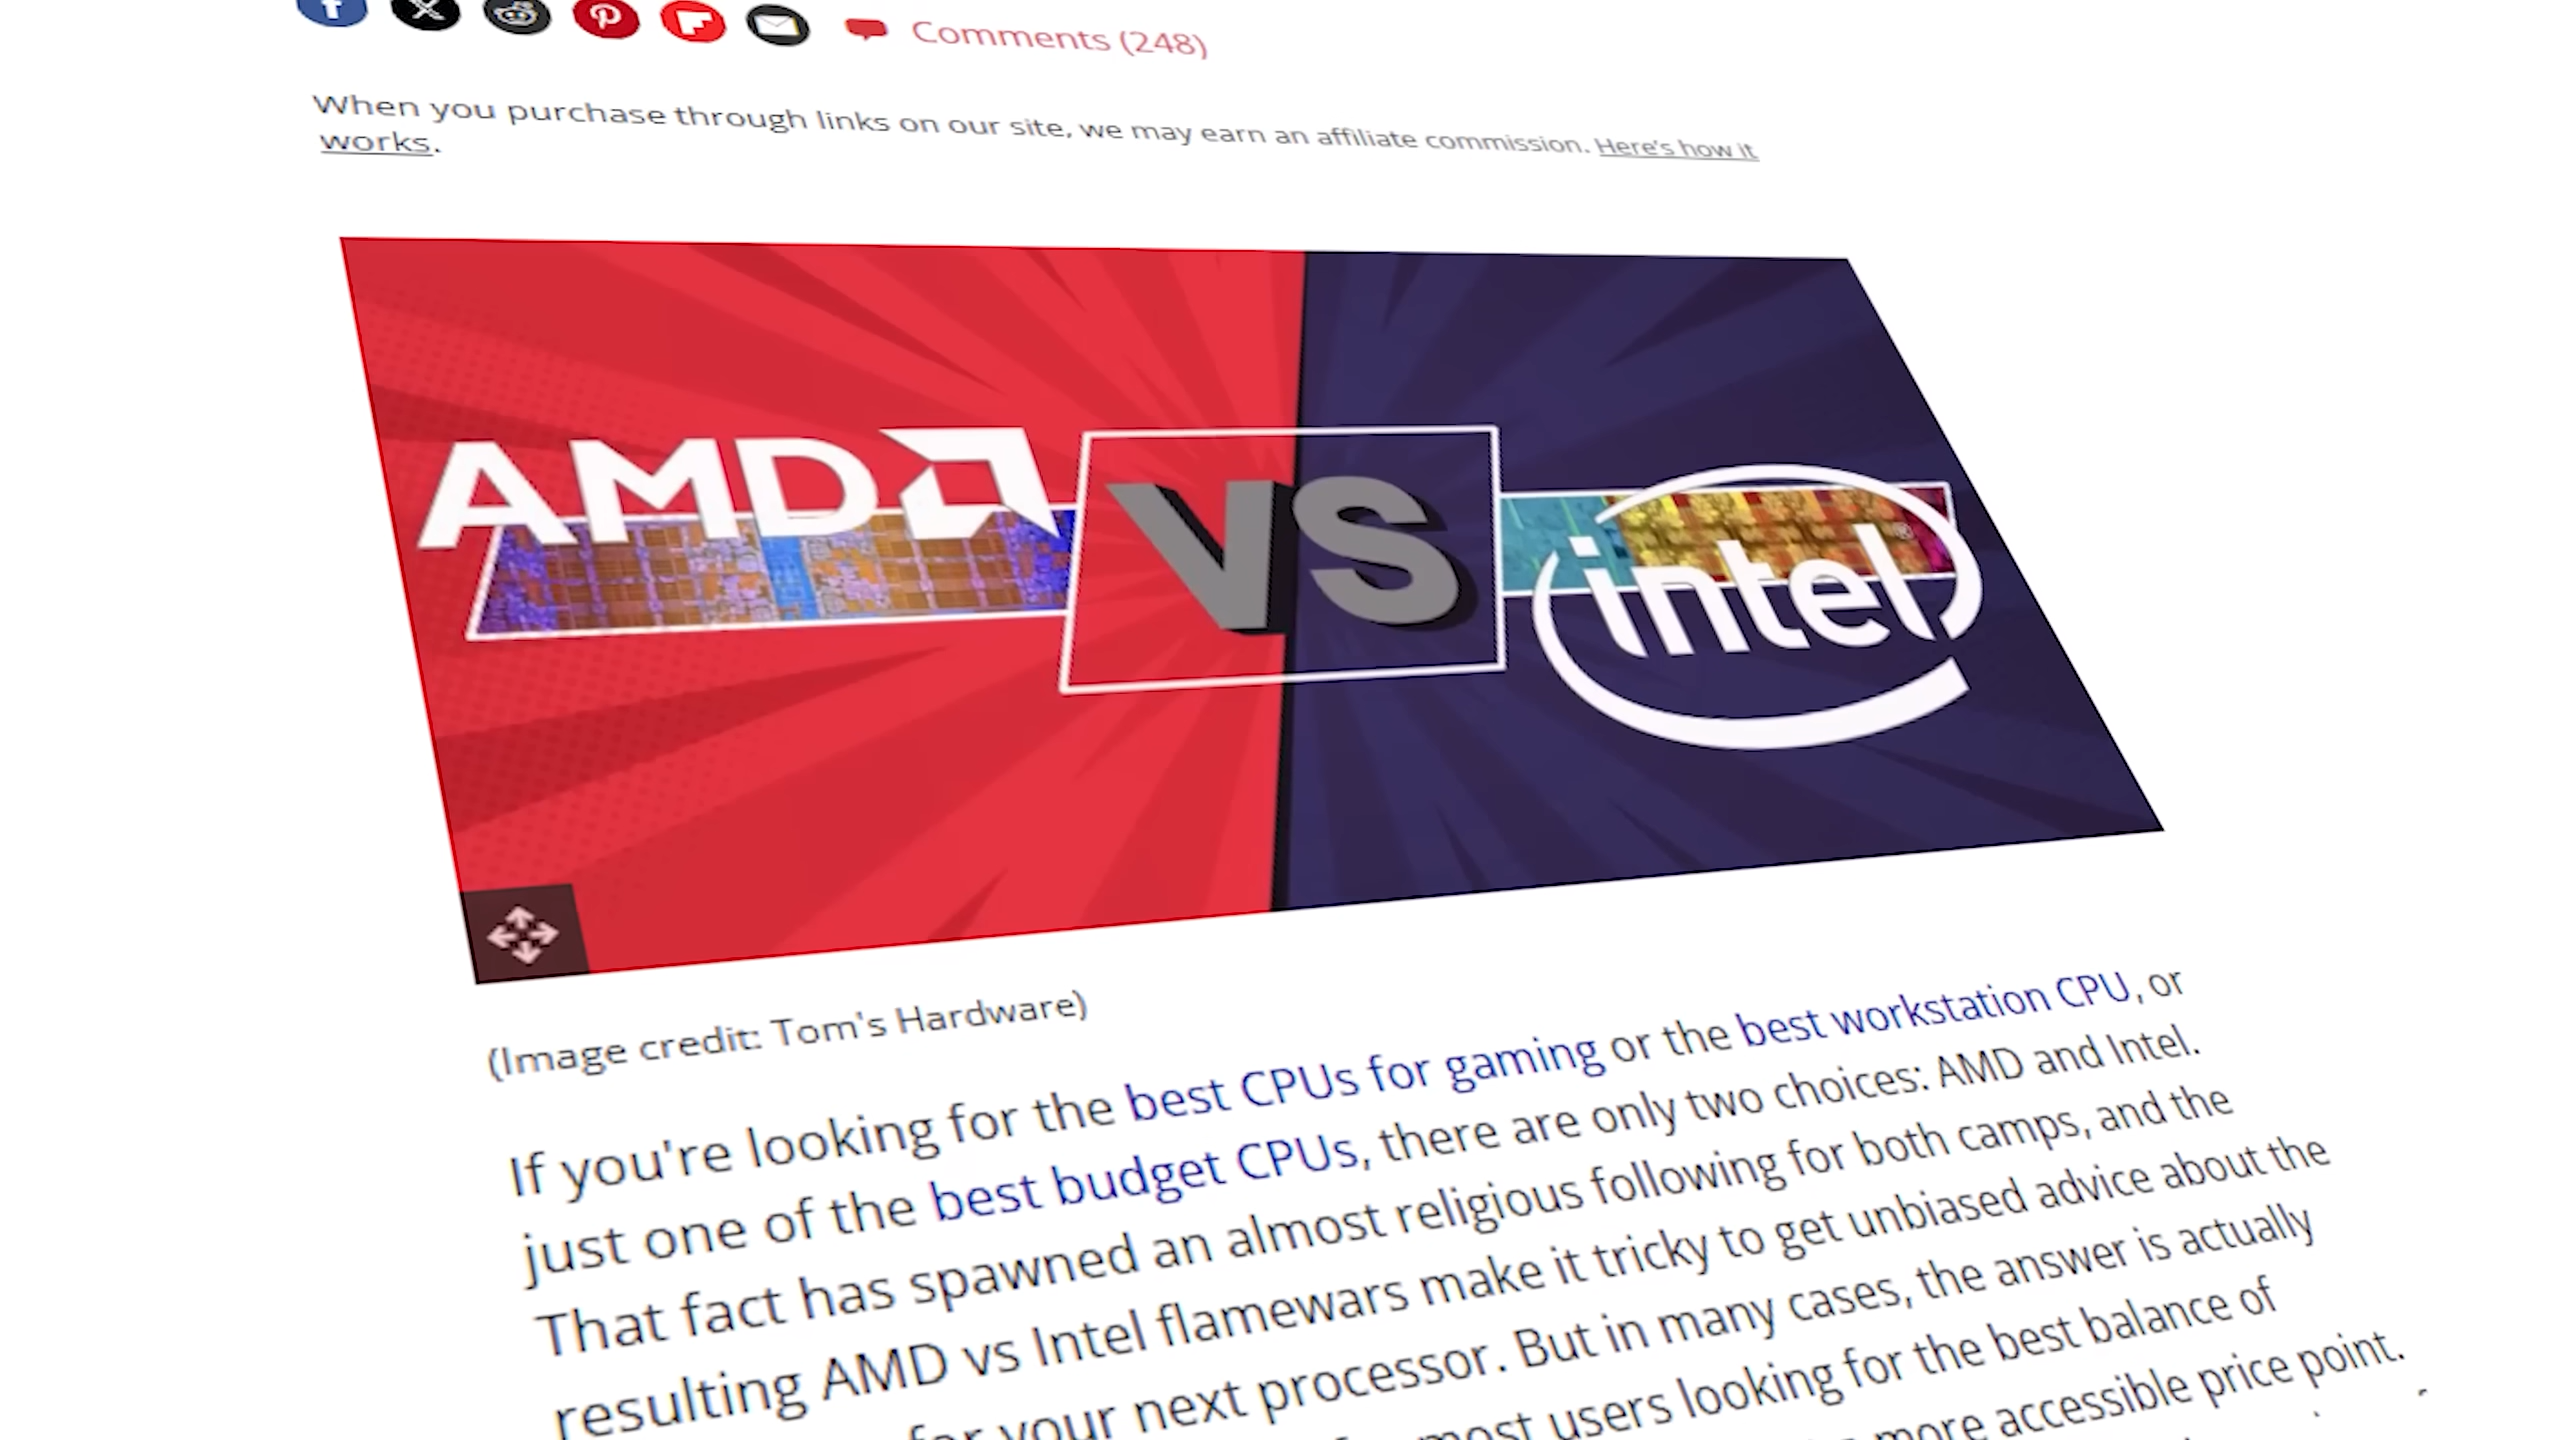 Comments (248)
When you purchase through links on our site, we may earn an affiliate commission. Here's how it
works.
AMD VS intel®
(Image credit: Tom's Hardware)
If you're looking for the best CPUs for gaming or the best workstation CPU, or
just one of the best budget CPUs, there are only two choices: AMD and Intel.
That fact has spawned an almost religious following for both camps, and the
resulting AMD vs Intel flamewars make it tricky to get unbiased advice about the
for your next processor. But in many cases, the answer is actually
most users looking for the best balance of
more accessible price point.